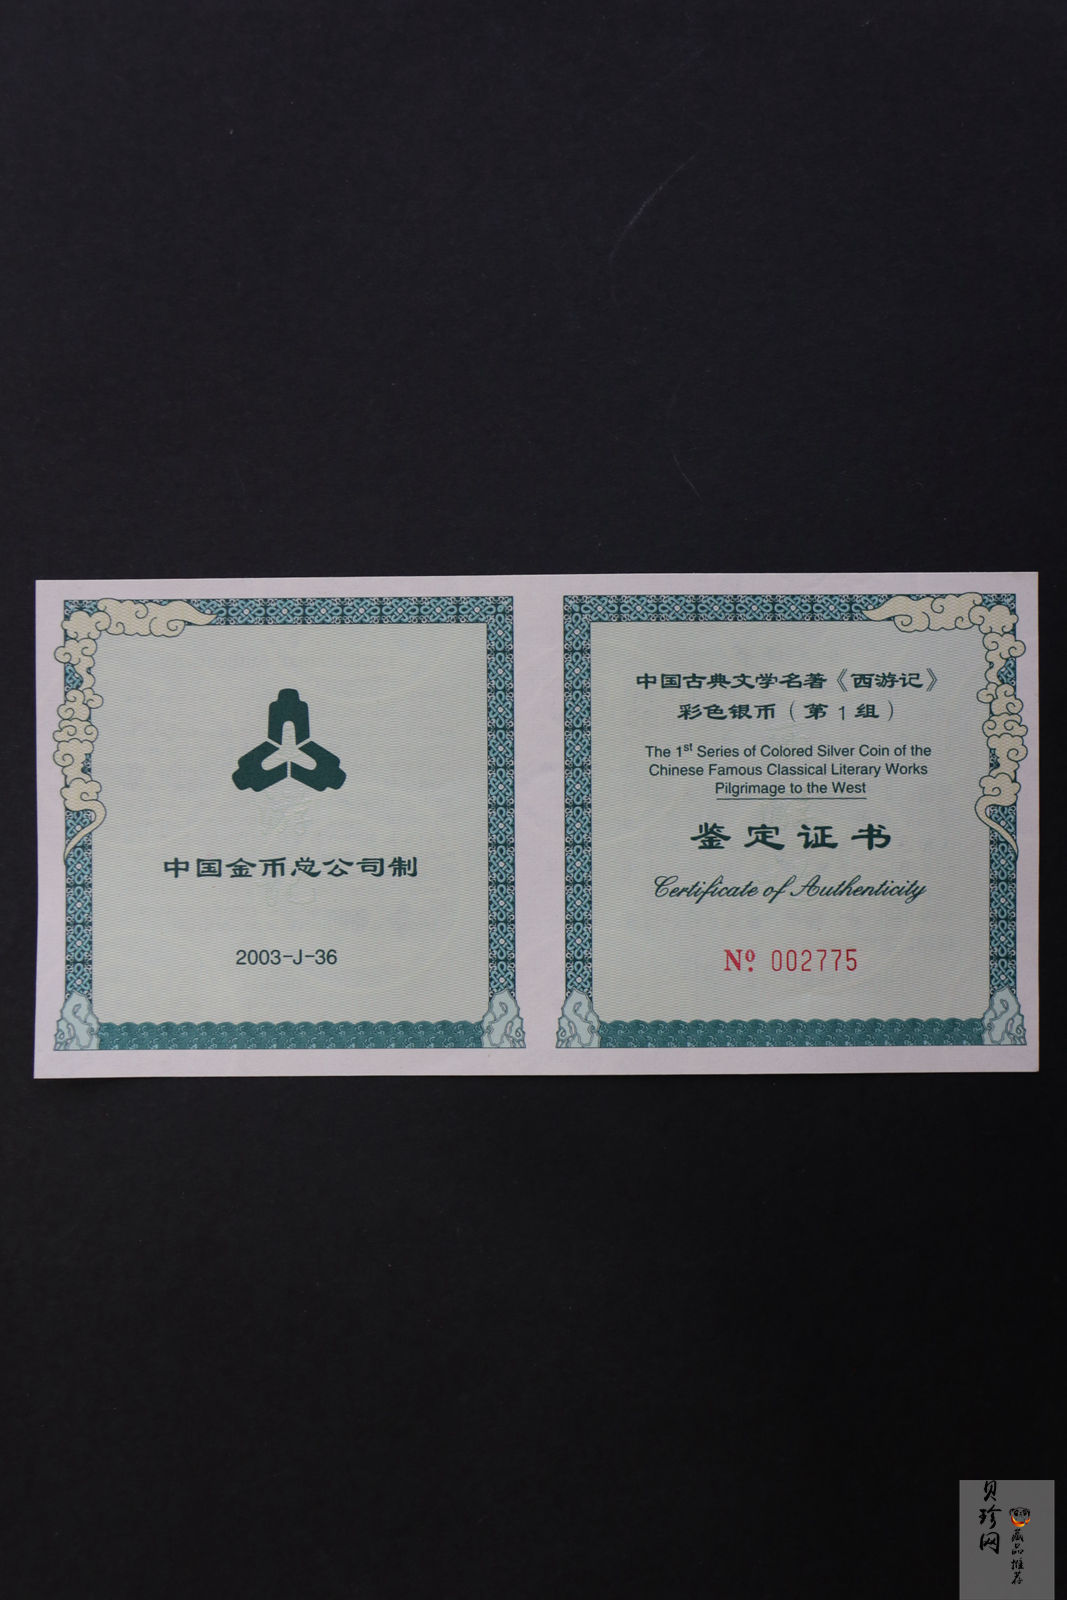 中国金币总公司制
2003-J-36
中国古典文学名著《西游记》
彩色银币（第1组）
The 1st Series of Colored Silver Coin of the
Chinese Famous Classical Literary Works
Pilgrimage to the West
鉴定证书
Certificate of Authenticity
Nº. 002775
贝珍网
藏品推荐